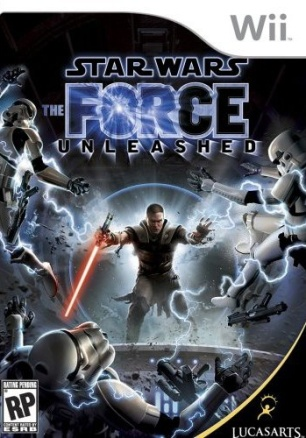 Wii
STAR WARS
THE FORCE
UNLEASHED
RATING PENDING
RP
CONTENT RATED BY
ESRB
LUCASARTS